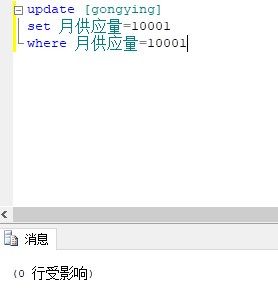 update [gongying]
set 月供应量=10001
where 月供应量=10001
消息
(0 行受影响)